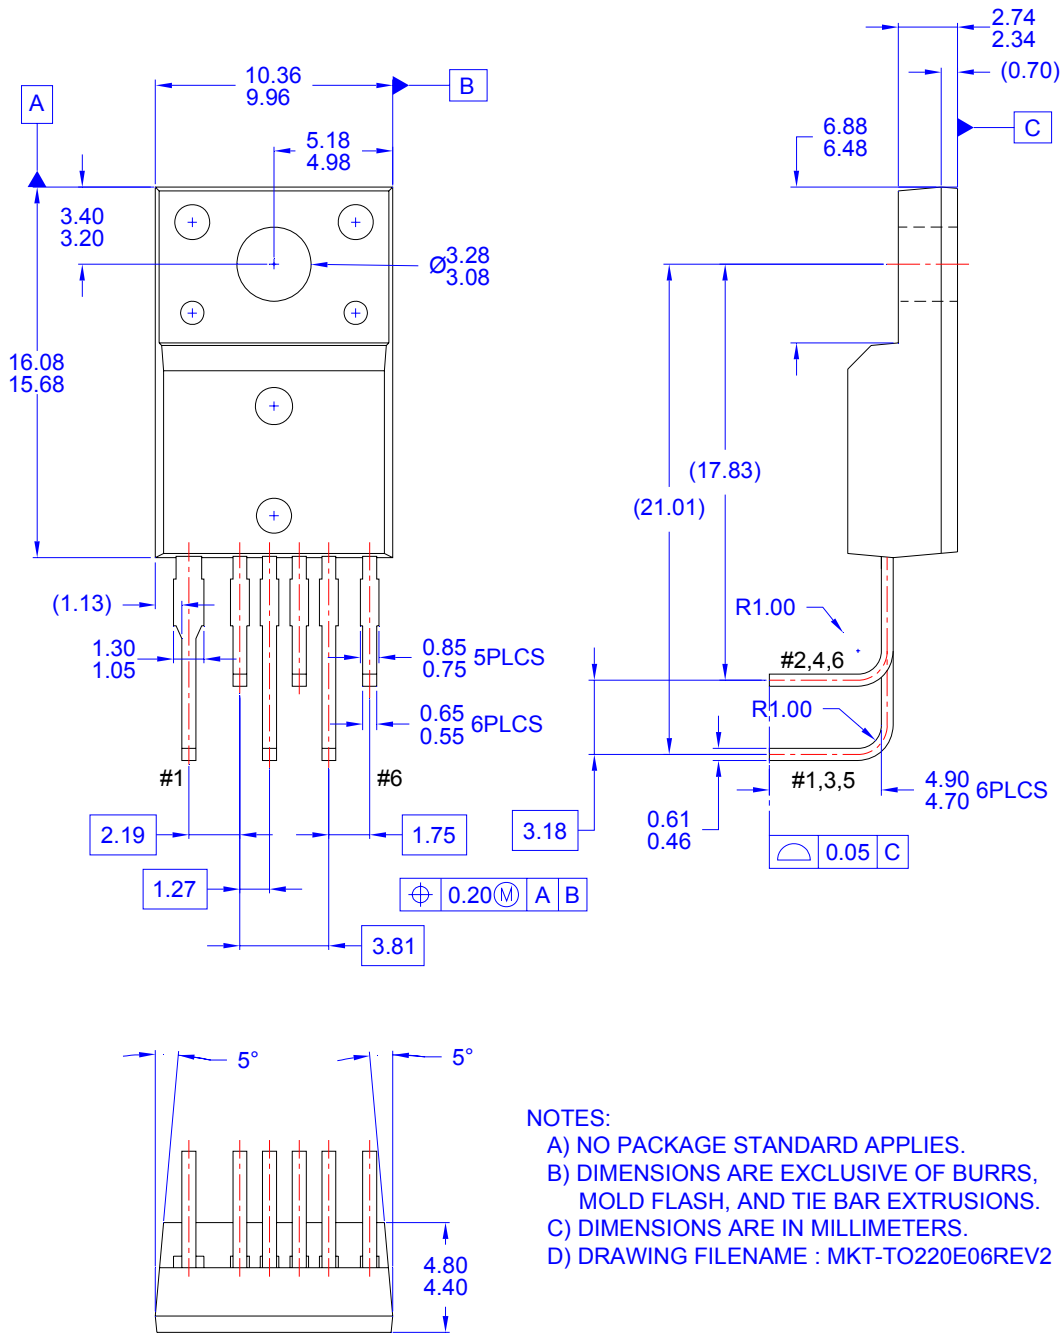 2.74
2.34
(0.70)
10.36
9.96
B
A
5.18
4.98
6.88
6.48
C
3.40
3.20
Ø3.28
3.08
16.08
15.68
(17.83)
(21.01)
(1.13)
R1.00
1.30
1.05
0.85
0.75 5PLCS
#2,4,6
0.65
0.55 6PLCS
R1.00
#1
#6
#1,3,5
4.90
4.70 6PLCS
2.19
1.75
3.18
0.61
0.46
0.05 C
1.27
0.20Ⓜ A B
3.81
5°
5°
4.80
4.40
NOTES:
A) NO PACKAGE STANDARD APPLIES.
B) DIMENSIONS ARE EXCLUSIVE OF BURRS,
MOLD FLASH, AND TIE BAR EXTRUSIONS.
C) DIMENSIONS ARE IN MILLIMETERS.
D) DRAWING FILENAME : MKT-TO220E06REV2